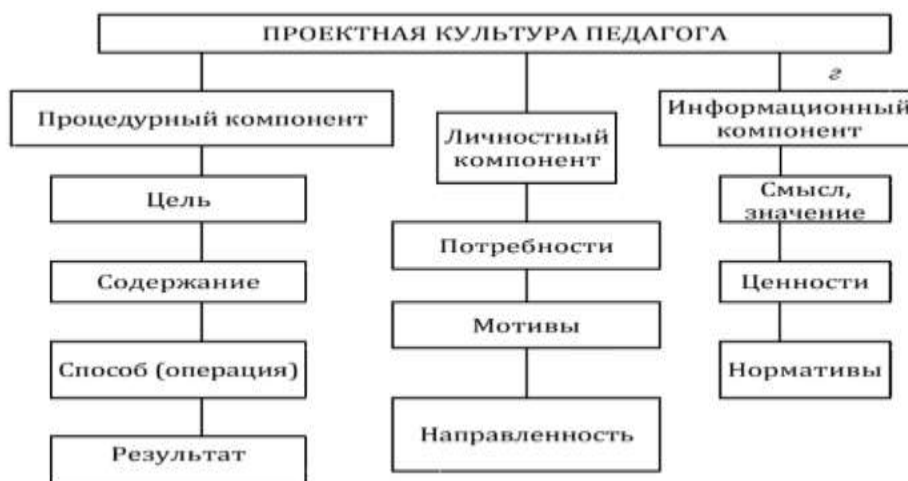 ПРОЕКТНАЯ КУЛЬТУРА ПЕДАГОГА
г
Процедурный компонент
Цель
Содержание
Способ (операция)
Результат
Личностный
компонент
Потребности
Мотивы
Направленность
Информационный
компонент
Смысл,
значение
Ценности
Нормативы